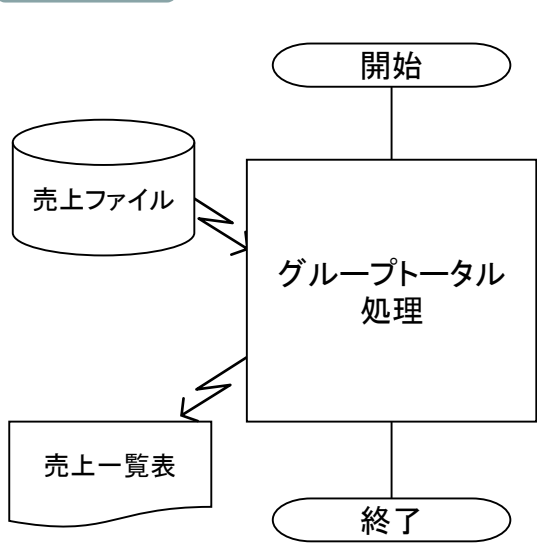 開始
売上ファイル
グループトータル
処理
売上一覧表
終了